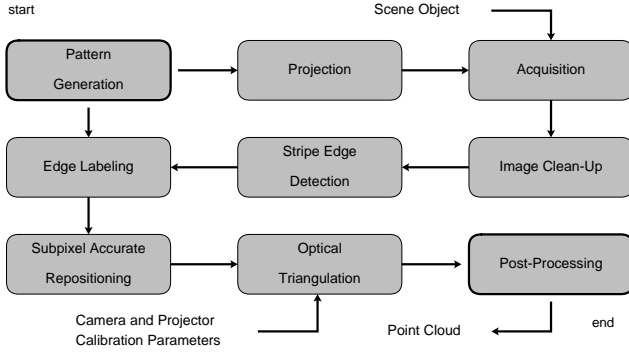 start
Scene Object
Pattern
Generation
Projection
Acquisition
Edge Labeling
Stripe Edge
Detection
Image Clean-Up
Subpixel Accurate
Repositioning
Optical
Triangulation
Post-Processing
Camera and Projector
Calibration Parameters
Point Cloud
end